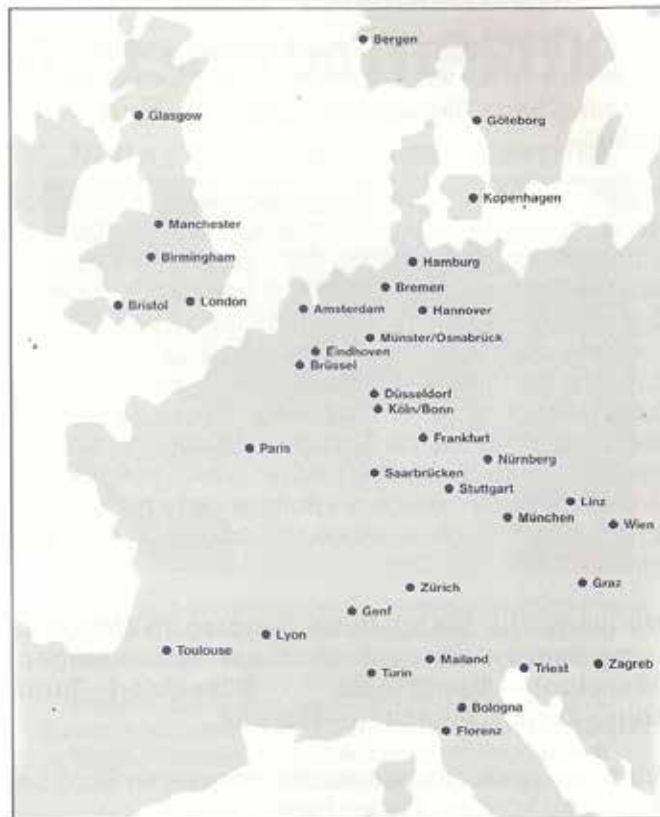 Bergen
Glasgow
Göteborg
Kopenhagen
Manchester
Birmingham
Hamburg
Bremen
Bristol
London
Amsterdam
Hannover
Münster/Osnabrück
Eindhoven
Brüssel
Düsseldorf
Köln/Bonn
Frankfurt
Paris
Nürnberg
Saarbrücken
Stuttgart
Linz
München
Wien
Zürich
Graz
Genf
Lyon
Toulouse
Mailand
Triest
Zagreb
Turin
Bologna
Florenz